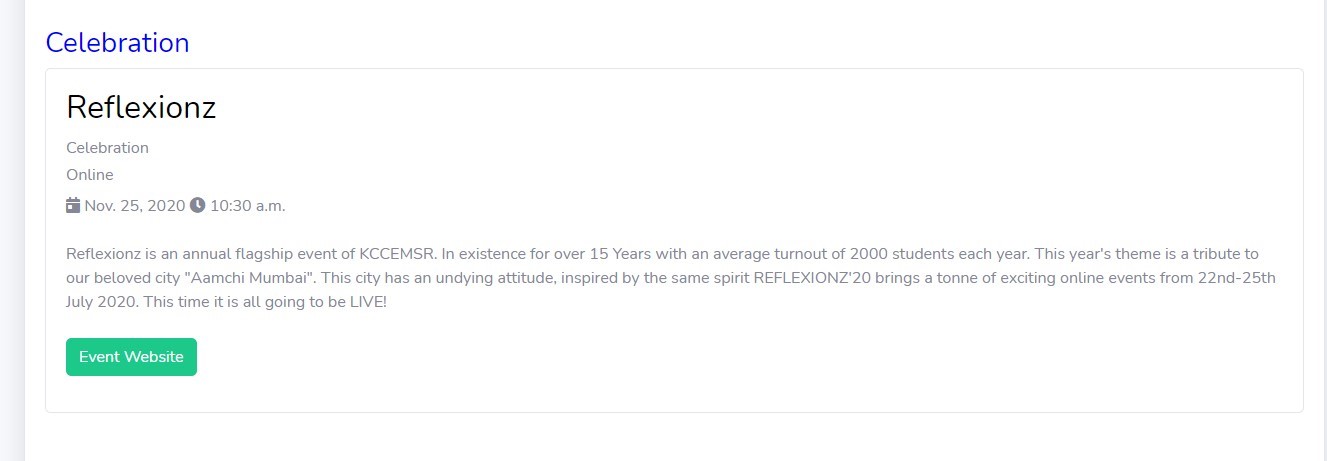 Celebration
Reflexionz
Celebration
Online
Nov. 25, 2020 10:30 a.m.
Reflexionz is an annual flagship event of KCCEMSR. In existence for over 15 Years with an average turnout of 2000 students each year. This year's theme is a tribute to
our beloved city "Aamchi Mumbai". This city has an undying attitude, inspired by the same spirit REFLEXIONZ'20 brings a tonne of exciting online events from 22nd-25th
July 2020. This time it is all going to be LIVE!
Event Website